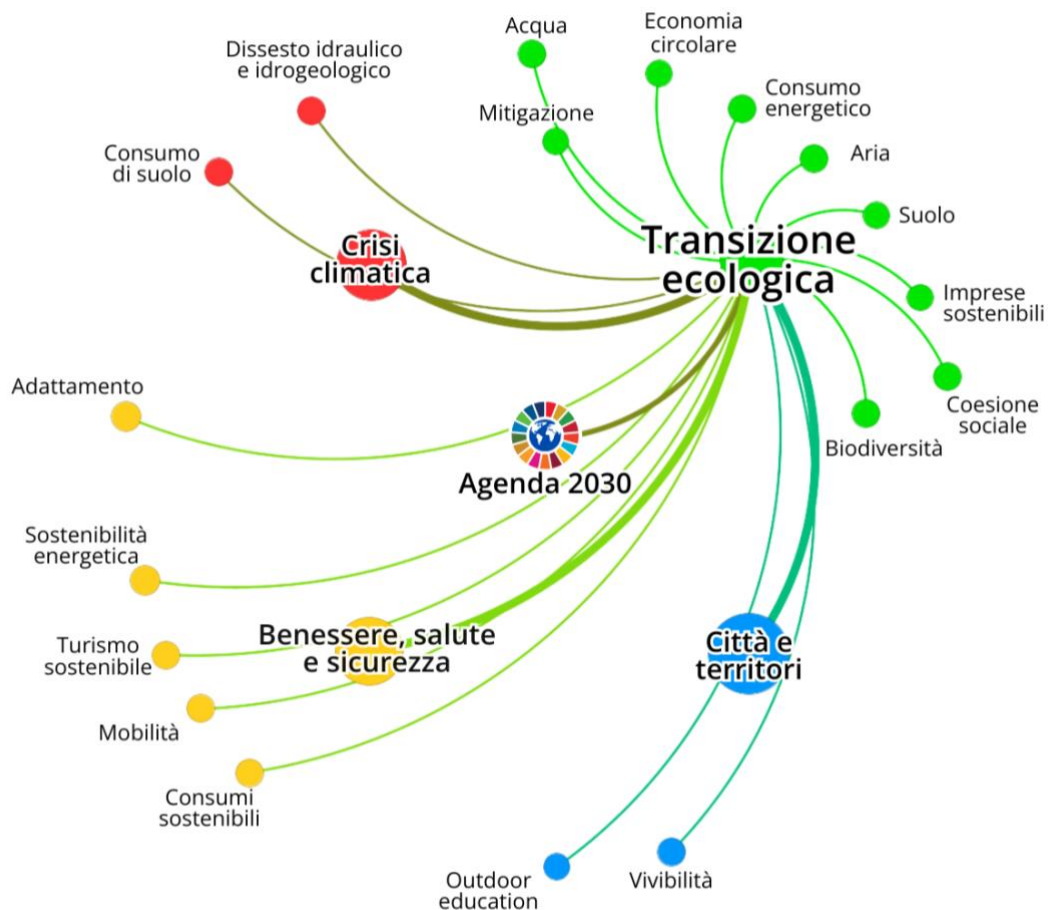 Acqua
Economia
circolare
Dissesto idraulico
e idrogeologico
Consumo
energetico
Mitigazione
Aria
Consumo
di suolo
Suolo
Transizione
ecologica
Crisi
climatica
Imprese
sostenibili
Adattamento
Coesione
sociale
Biodiversità
Agenda 2030
Sostenibilità
energetica
Benessere, salute
e sicurezza
Città e
territori
Turismo
sostenibile
Mobilità
Consumi
sostenibili
Outdoor
education
Vivibilità